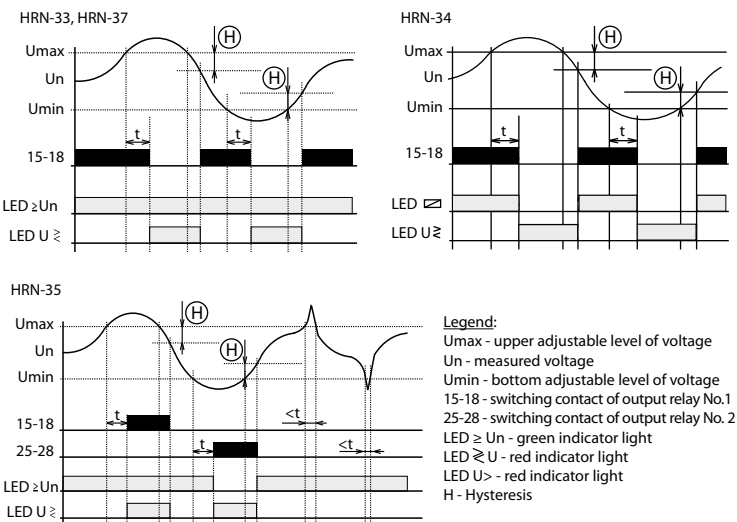 HRN-33, HRN-37
Umax
Un
Umin
H
H
t
t
15-18
LED ≥Un
LED U ≷
HRN-34
Umax
Un
Umin
H
H
t
t
15-18
LED
LED U≷
HRN-35
Umax
Un
Umin
H
H
t
<t
15-18
t
<t
25-28
LED ≥Un
LED U ≷
Legend:
Umax - upper adjustable level of voltage
Un - measured voltage
Umin - bottom adjustable level of voltage
15-18 - switching contact of output relay No.1
25-28 - switching contact of output relay No. 2
LED ≥ Un - green indicator light
LED ≷ U - red indicator light
LED U> - red indicator light
H - Hysteresis